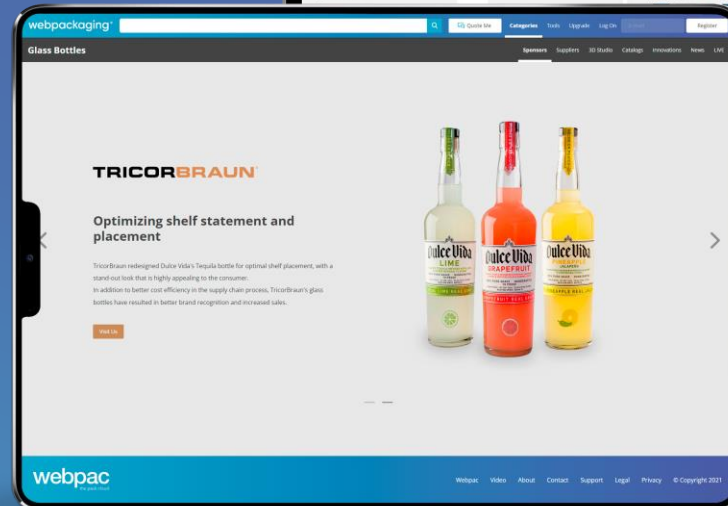 webpackaging
Quote Me
Categories
Tools
Upgrade
Log On
Register
Glass Bottles
Sponsors
Suppliers
3D Studio
Catalogs
Innovations
News
LIVE
TRICORBRAUN
Optimizing shelf statement and
placement
TricorBraun redesigned Dulce Vida's Tequila bottle for optimal shelf placement, with a
stand-out look that is highly appealing to the consumer.
In addition to better cost efficiency in the supply chain process, TricorBraun's glass
bottles have resulted in better brand recognition and increased sales.
Visit Us
Dulce Vida
LIME
Dulce Vida
GRAPEFRUIT
Dulce Vida
PINEAPPLE
JALAPEÑO
webpac
Webpac
Video
About
Contact
Support
Legal
Privacy
© Copyright 2021